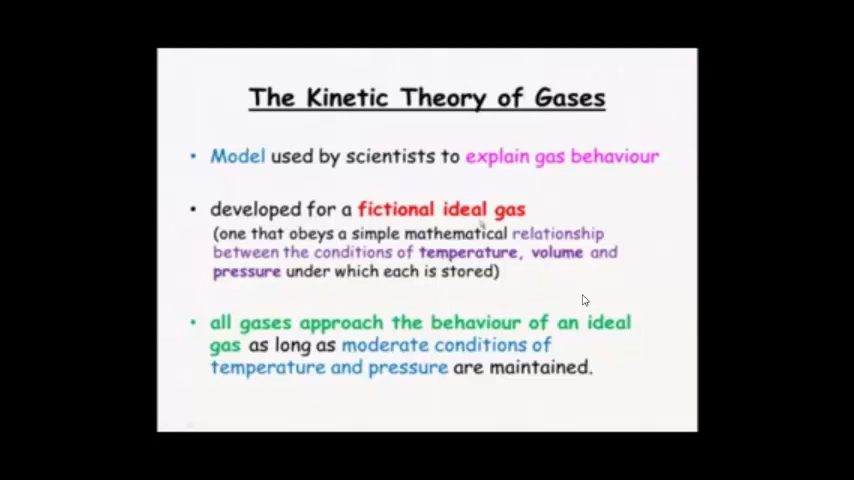 The Kinetic Theory of Gases
• Model used by scientists to explain gas behaviour
• developed for a fictional ideal gas
(one that obeys a simple mathematical relationship
between the conditions of temperature, volume and
pressure under which each is stored)
• all gases approach the behaviour of an ideal
gas as long as moderate conditions of
temperature and pressure are maintained.